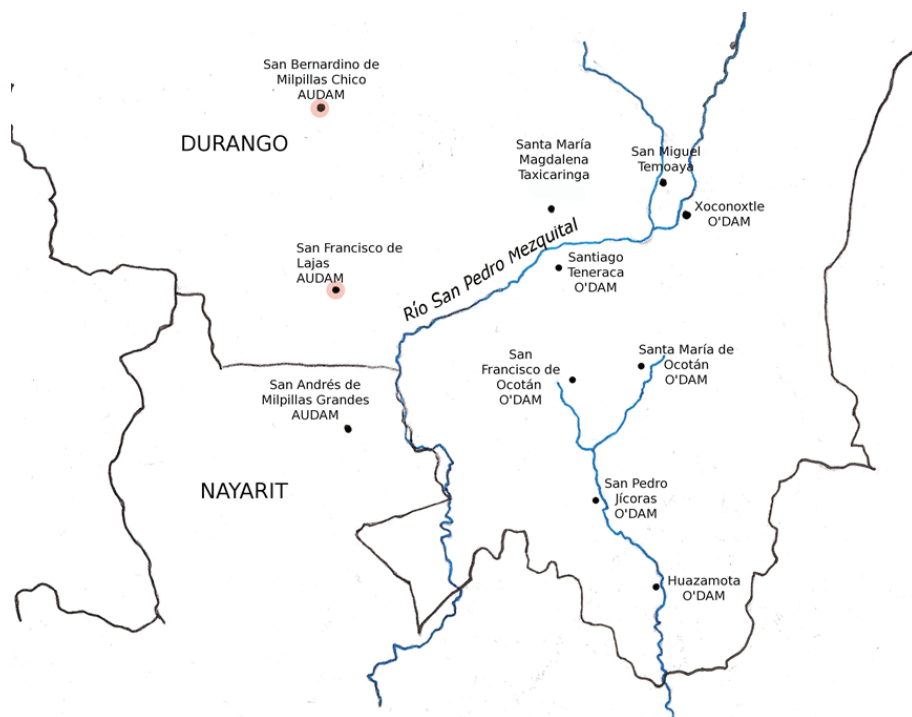 San Bernardino de
Milpillas Chico
AUDAM
DURANGO
Santa María
Magdalena
Taxicaringa
San Miguel
Temoaya
Xoconoxtle
O'DAM
San Francisco de
Lajas
AUDAM
Río San Pedro Mezquital
Santiago
Teneraca
O'DAM
San
Francisco de
Ocotán
O'DAM
Santa María de
Ocotán
O'DAM
San Andrés de
Milpillas Grandes
AUDAM
NAYARIT
San Pedro
Jícoras
O'DAM
Huazamota
O'DAM